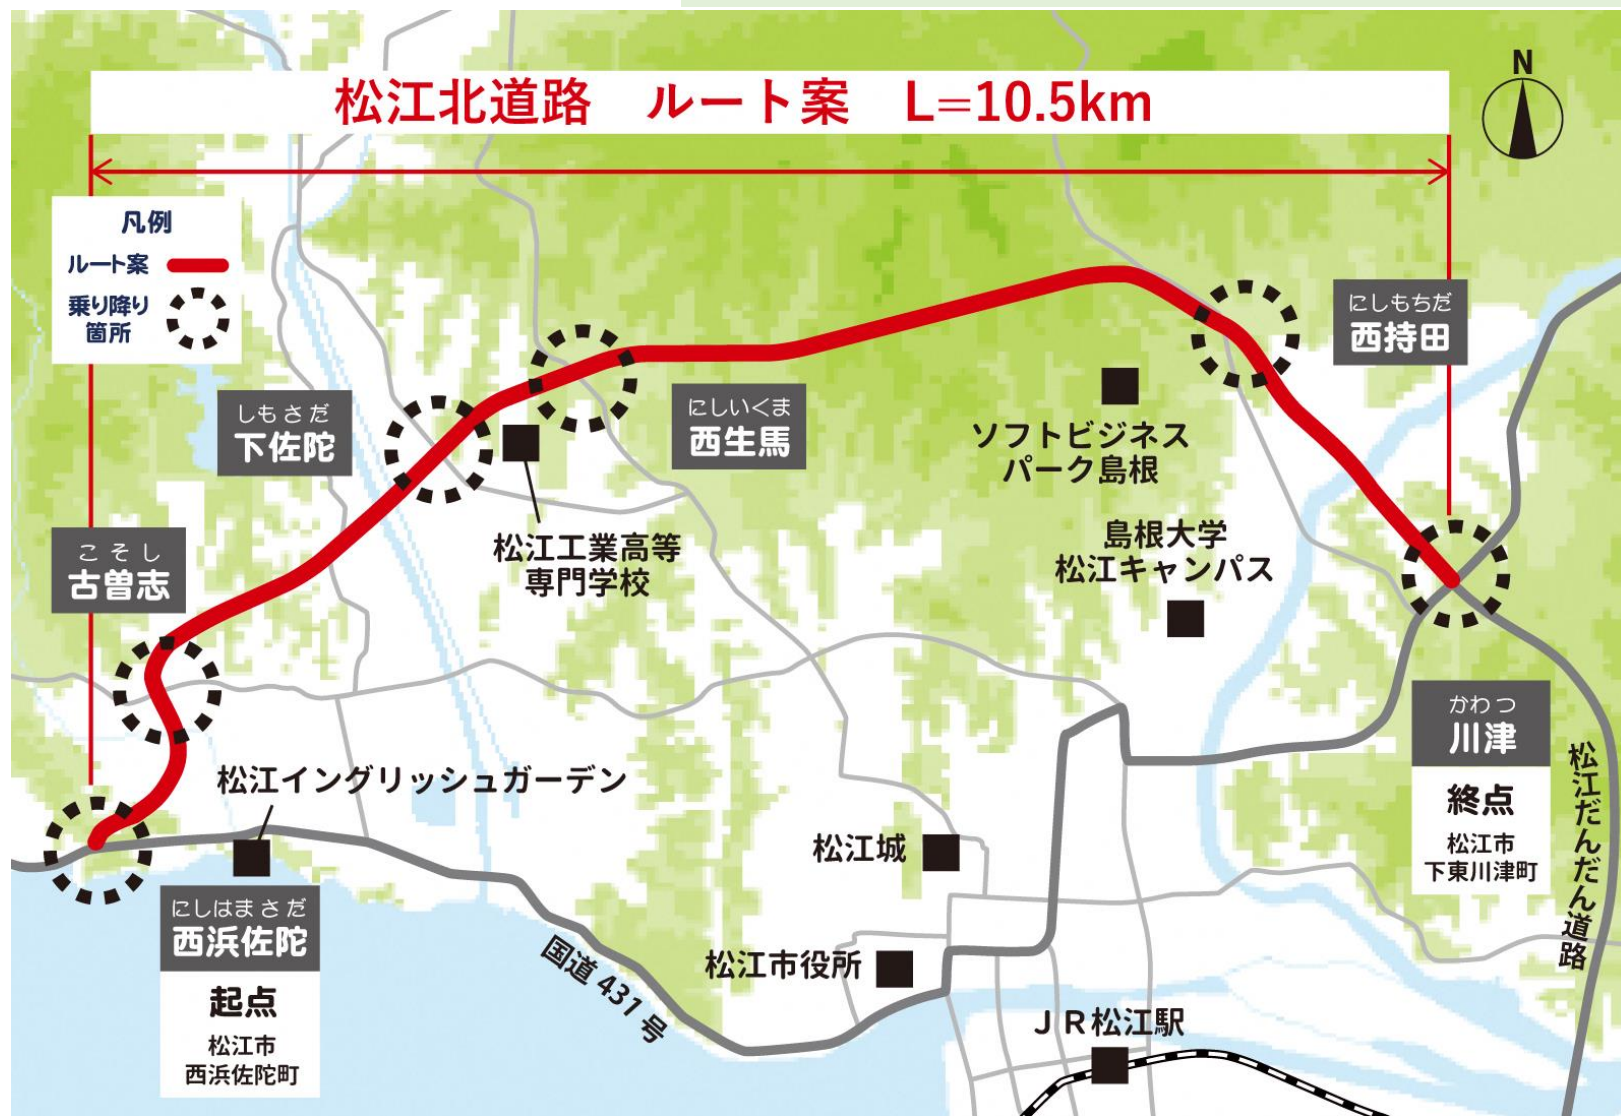 松江北道路 ルート案 L=10.5km
N
凡例
ルート案
乗り降り
箇所
にしもちだ
西持田
しもさだ
下佐陀
にしいくま
西生馬
ソフトビジネス
パーク島根
こそし
古曽志
松江工業高等
専門学校
島根大学
松江キャンパス
かわつ
川津
終点
松江市
下東川津町
松江だんだん道路
松江イングリッシュガーデン
松江城
にしはまさだ
西浜佐陀
起点
松江市
西浜佐陀町
国道431号
松江市役所
JR松江駅